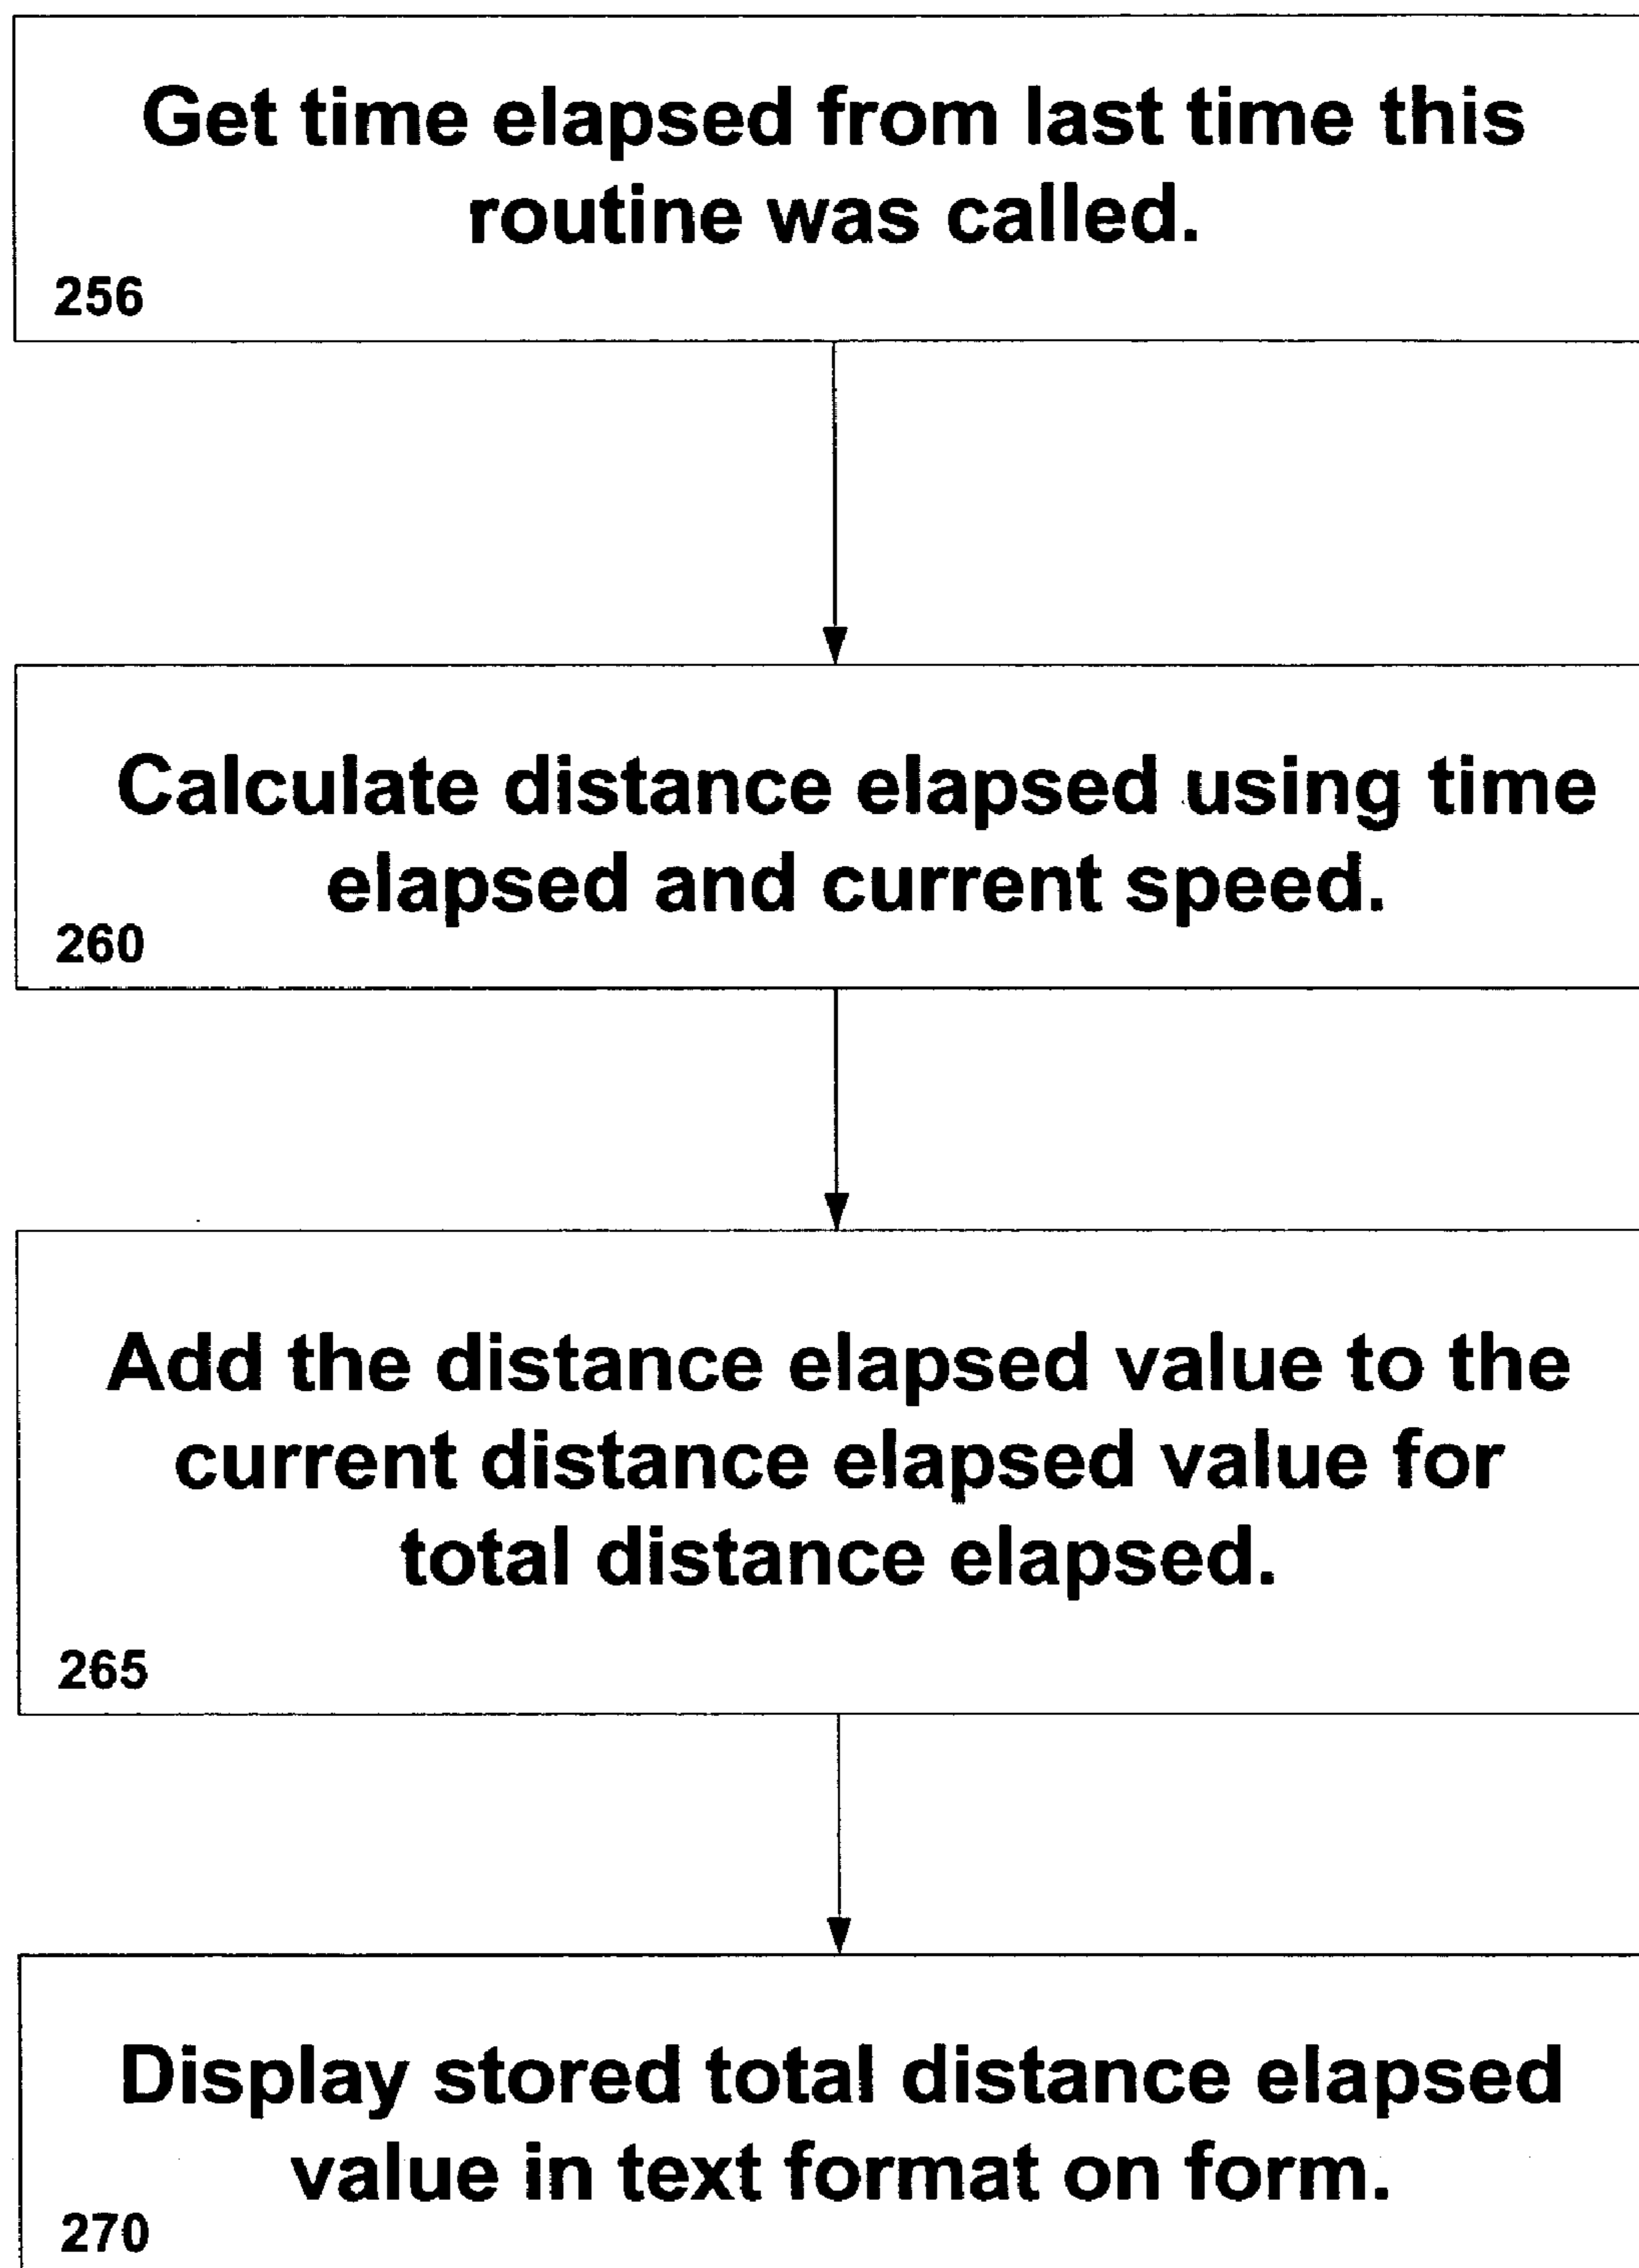 Get time elapsed from last time this
routine was called.
256
Calculate distance elapsed using time
elapsed and current speed.
260
Add the distance elapsed value to the
current distance elapsed value for
total distance elapsed.
265
Display stored total distance elapsed
value in text format on form.
270